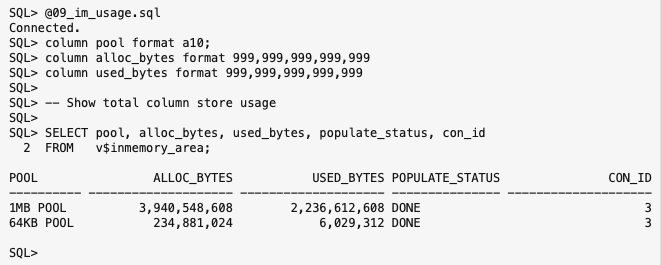 SQL> @09_im_usage.sql
Connected.
SQL> column pool format a10;
SQL> column alloc_bytes format 999,999,999,999,999
SQL> column used_bytes format 999,999,999,999,999
SQL>
SQL> -- Show total column store usage
SQL>
SQL> SELECT pool, alloc_bytes, used_bytes, populate_status, con_id
  2  FROM   v$inmemory_area;

POOL                ALLOC_BYTES           USED_BYTES POPULATE_STATUS               CON_ID
---------- -------------------- -------------------- --------------- --------------------
1MB POOL          3,940,548,608        2,236,612,608 DONE                               3
64KB POOL           234,881,024            6,029,312 DONE                               3

SQL>